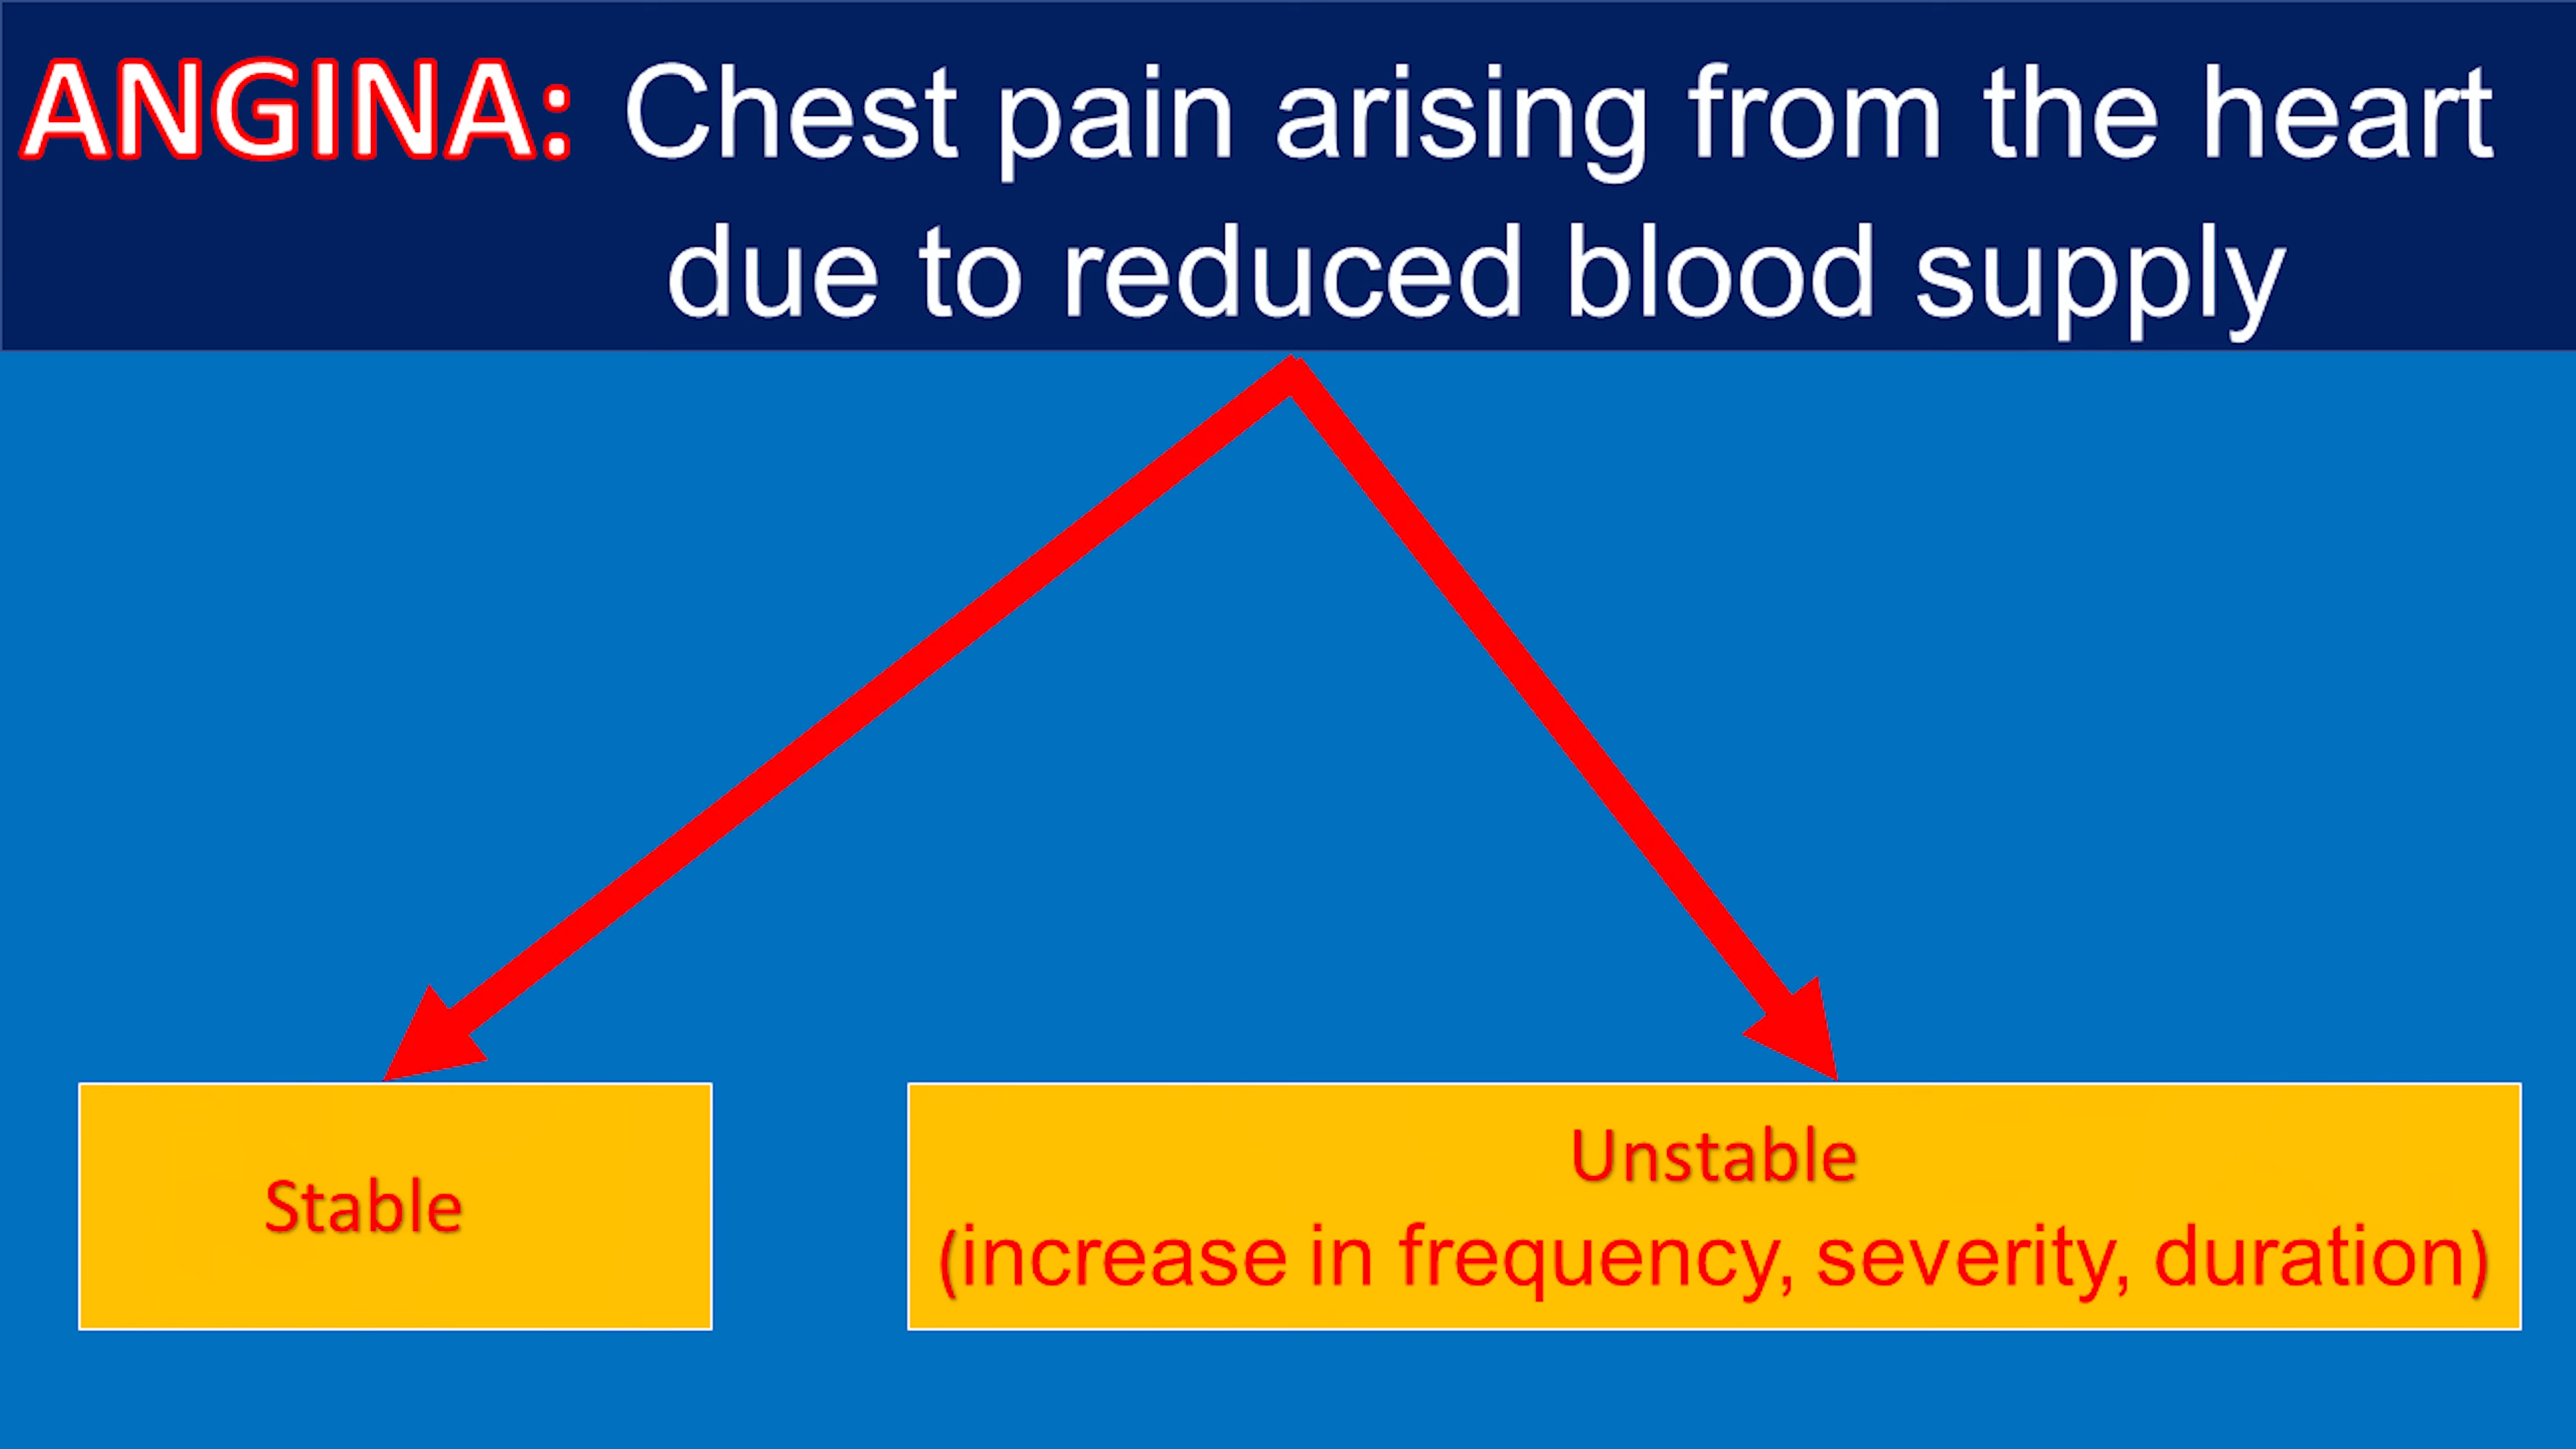 ANGINA: Chest pain arising from the heart
due to reduced blood supply
Stable
Unstable
(increase in frequency, severity, duration)